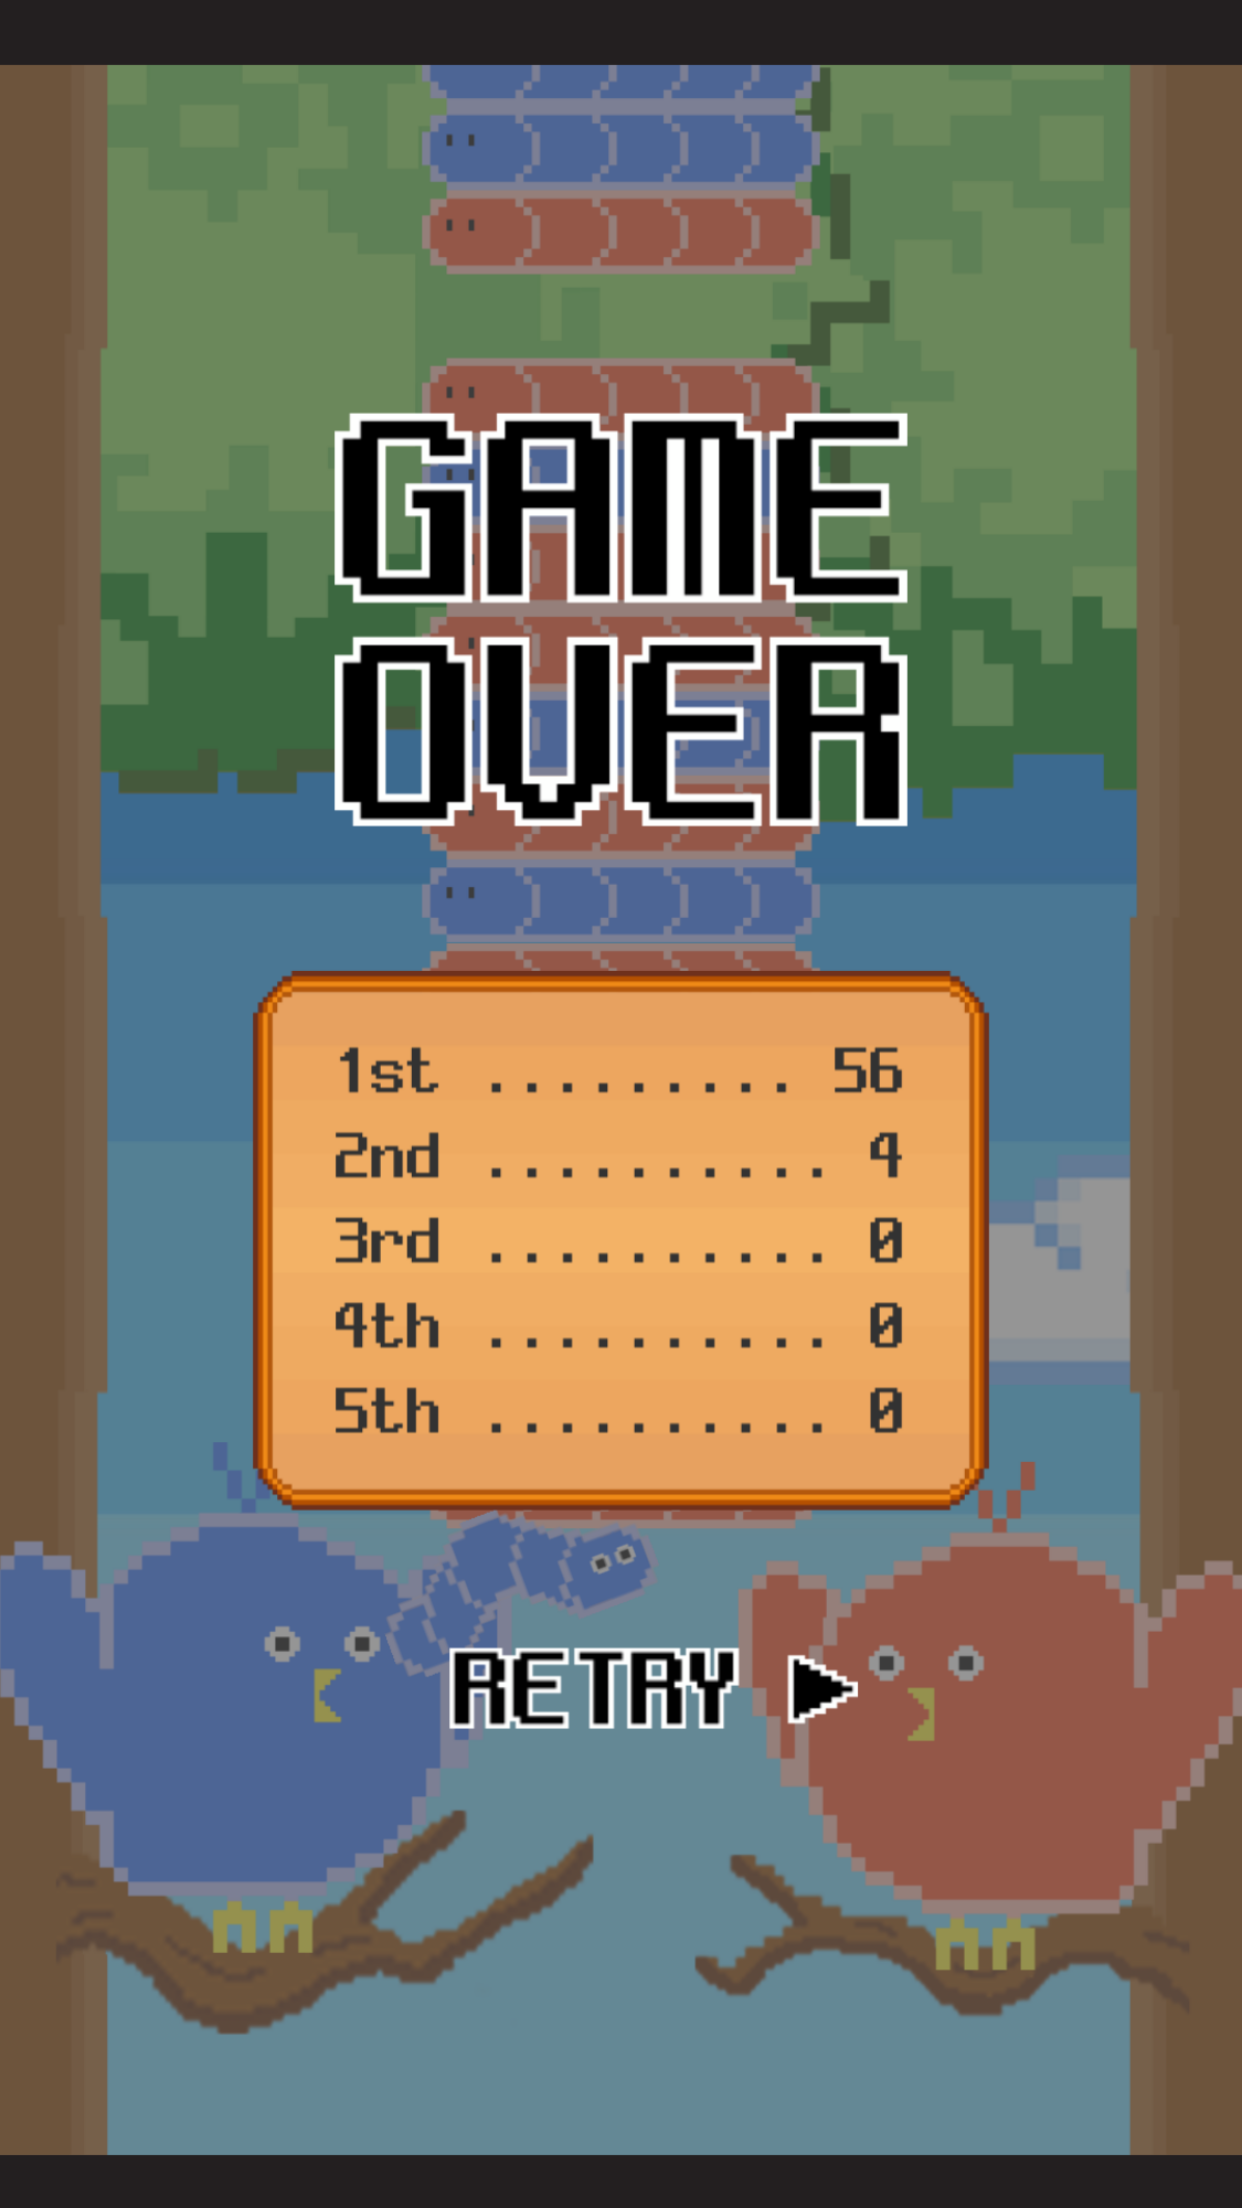 GAME
OVER
1st ......... 56
2nd .......... 4
3rd .......... 0
4th .......... 0
5th .......... 0
RETRY